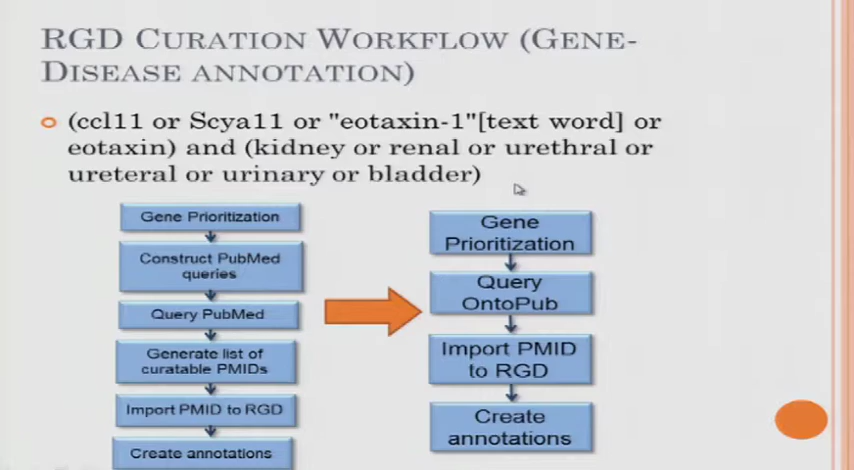 RGD CURATION WORKFLOW (GENE-
DISEASE ANNOTATION)
(ccl11 or Scya11 or "eotaxin-1"[text word] or
eotaxin) and (kidney or renal or urethral or
ureteral or urinary or bladder)
Gene Prioritization
Construct PubMed
queries
Query PubMed
Generate list of
curatable PMIDs
Import PMID to RGD
Create annotations
Gene
Prioritization
Query
OntoPub
Import PMID
to RGD
Create
annotations